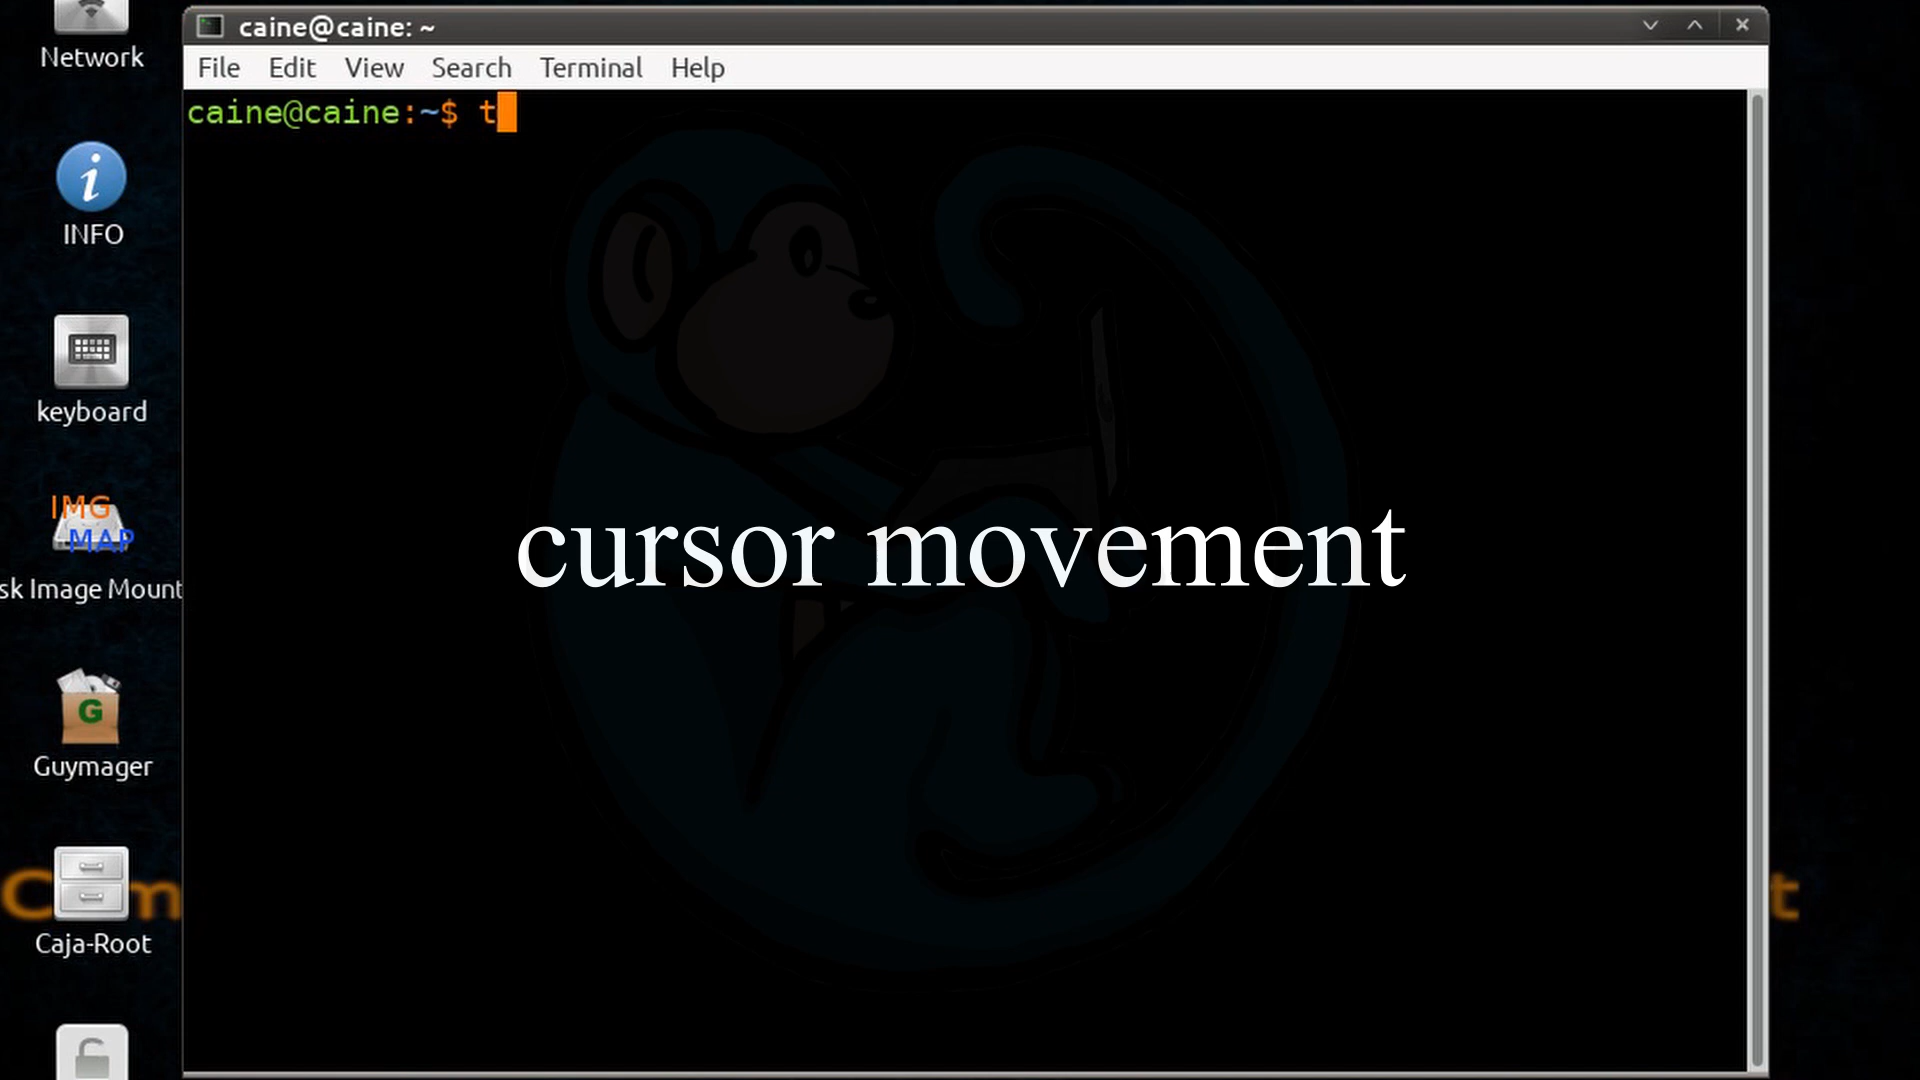 caine@caine: ~
File Edit View Search Terminal Help
caine@caine:~$ t
Network
INFO
keyboard
IMG
MAP
sk Image Mount
G
Guymager
Caja-Root
cursor movement
C m
t